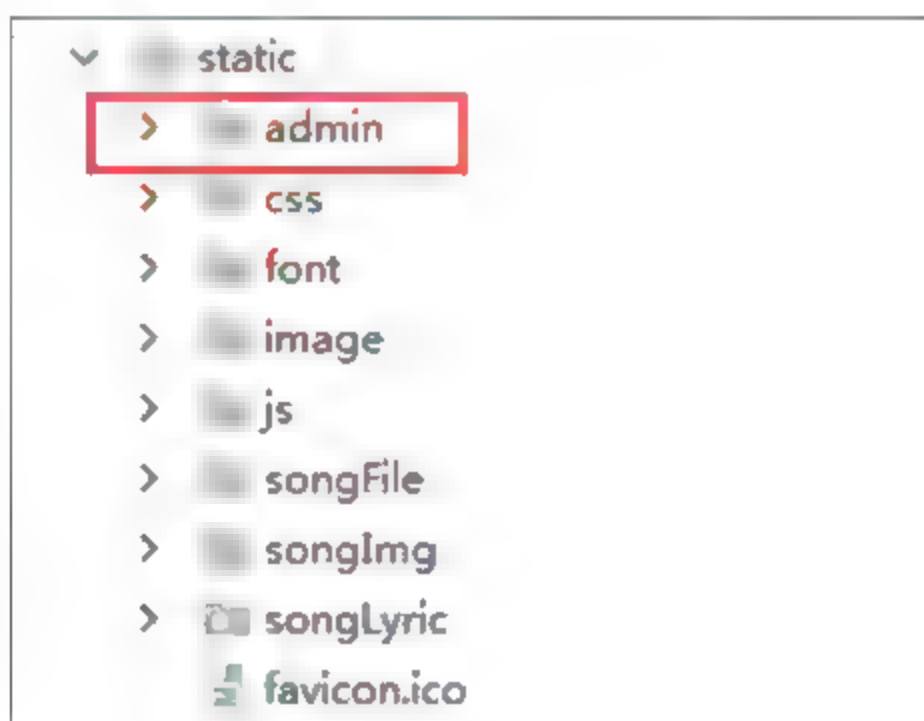 static
admin
css
font
image
js
songFile
songImg
songLyric
favicon.ico